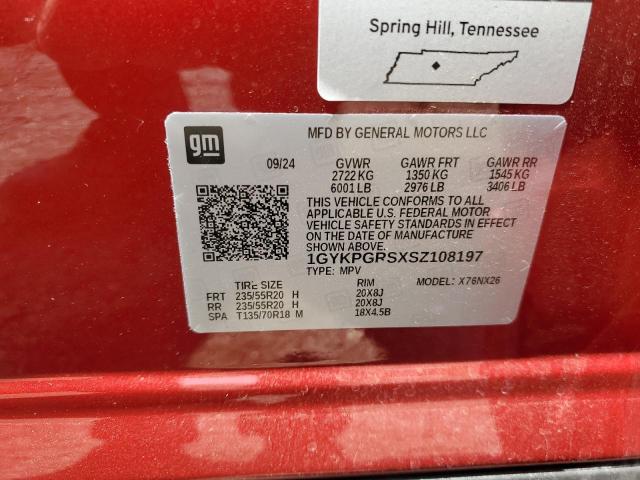 Spring Hill, Tennessee
gm
MFD BY GENERAL MOTORS LLC
09/24 GVWR GAWR FRT GAWR RR
2722 KG 1350 KG 1545 KG
6001 LB 2976 LB 3406 LB
THIS VEHICLE CONFORMS TO ALL
APPLICABLE U.S. FEDERAL MOTOR
VEHICLE SAFETY STANDARDS IN EFFECT
ON THE DATE OF MANUFACTURE
SHOWN ABOVE.
1GYKPGRSXSZ108197
TYPE: MPV MODEL: X76NX26
TIRE SIZE RIM
FRT 235/55R20 H 20X8J
RR 235/55R20 H 20X8J
SPA T135/70R18 M 18X4.5B